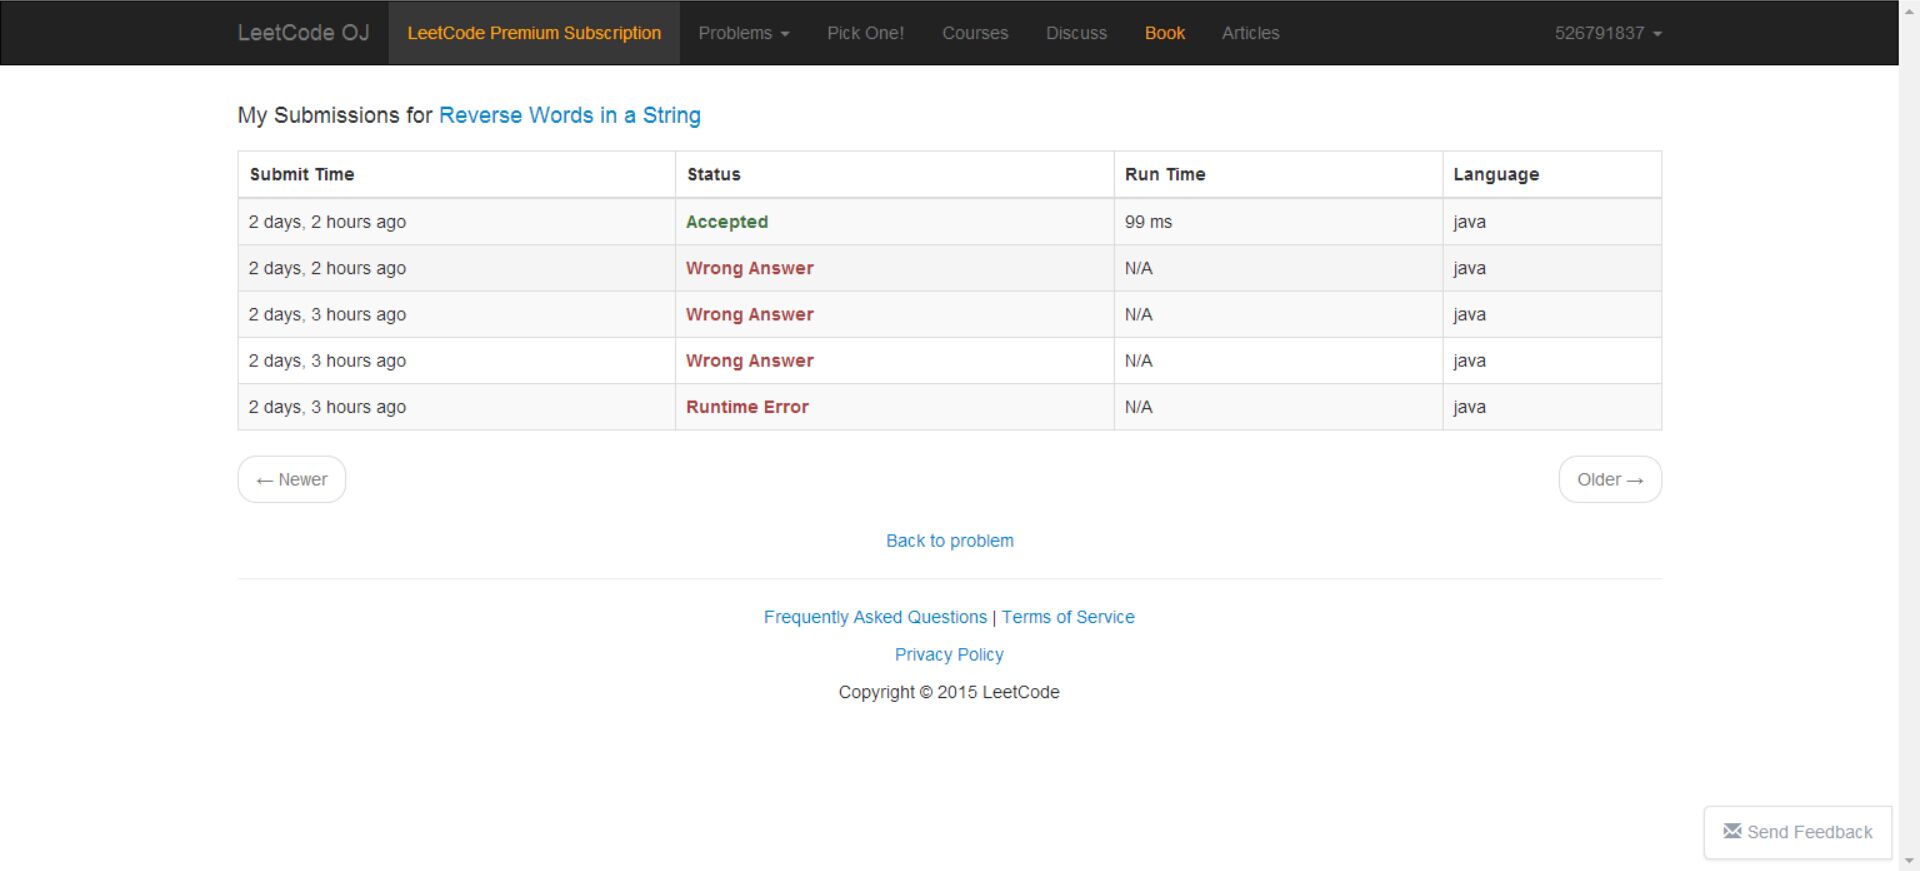 LeetCode OJ LeetCode Premium Subscription Problems Pick One! Courses Discuss Book Articles 526791837
My Submissions for Reverse Words in a String
Submit Time Status Run Time Language
2 days, 2 hours ago Accepted 99 ms java
2 days, 2 hours ago Wrong Answer N/A java
2 days, 3 hours ago Wrong Answer N/A java
2 days, 3 hours ago Wrong Answer N/A java
2 days, 3 hours ago Runtime Error N/A java
← Newer Older →
Back to problem
Frequently Asked Questions | Terms of Service
Privacy Policy
Copyright © 2015 LeetCode
Send Feedback